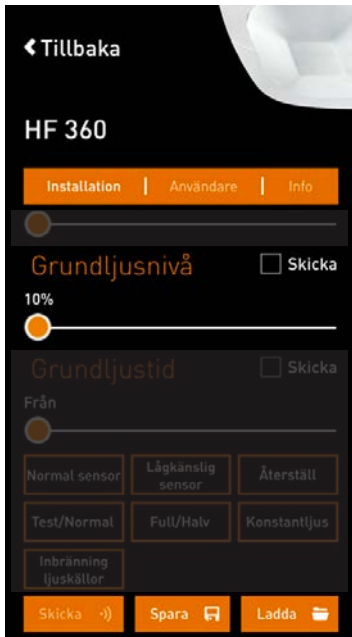 Tillbaka
HF 360
Installation | Användare | Info
Grundljusnivå Skicka
10%
Grundljustid Skicka
Från
Normal sensor Lågkänslig sensor Återställ
Test/Normal Full/Halv Konstantljus
Inbränning ljuskällor
Skicka Spara Ladda